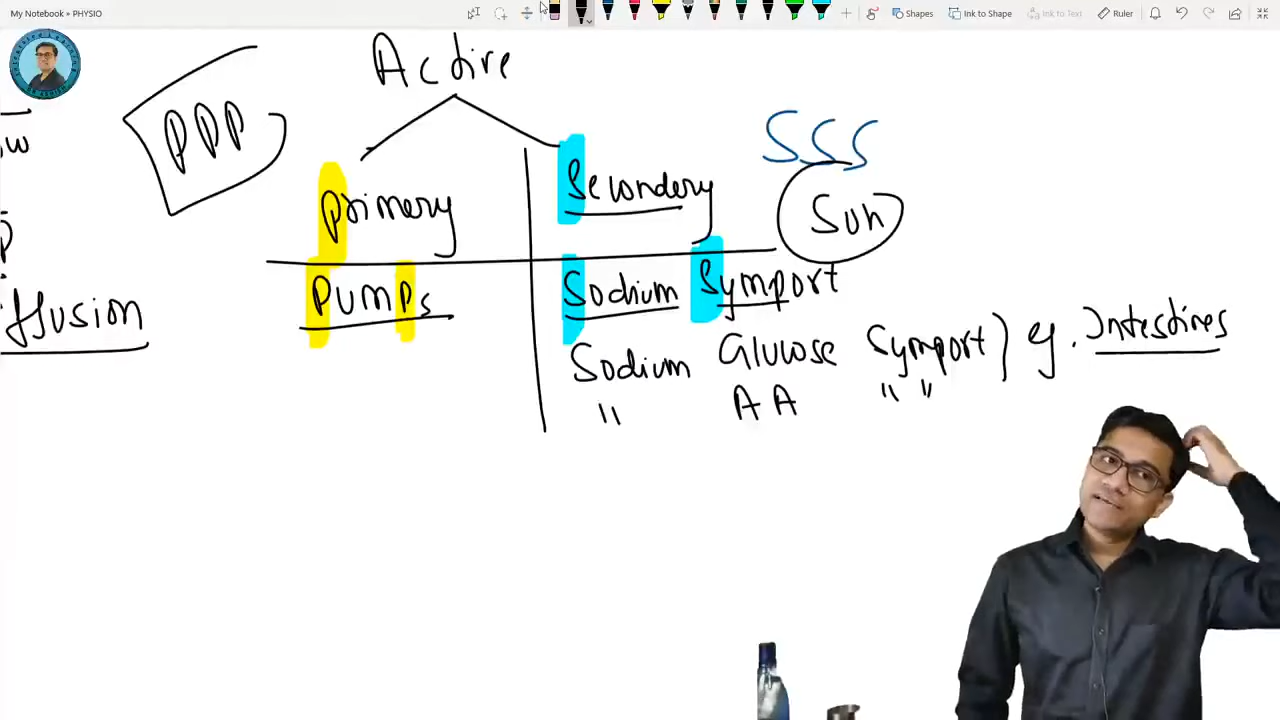 My Notebook » PHYSIO
Shapes
Ink to Shape
Ink to Text
Ruler
Active
PPP
SSS
Primary
Secondery
Sun
Pumps
Sodium Symport
ffusion
Sodium Glucose Symport) eg. Intestines
" AA " "